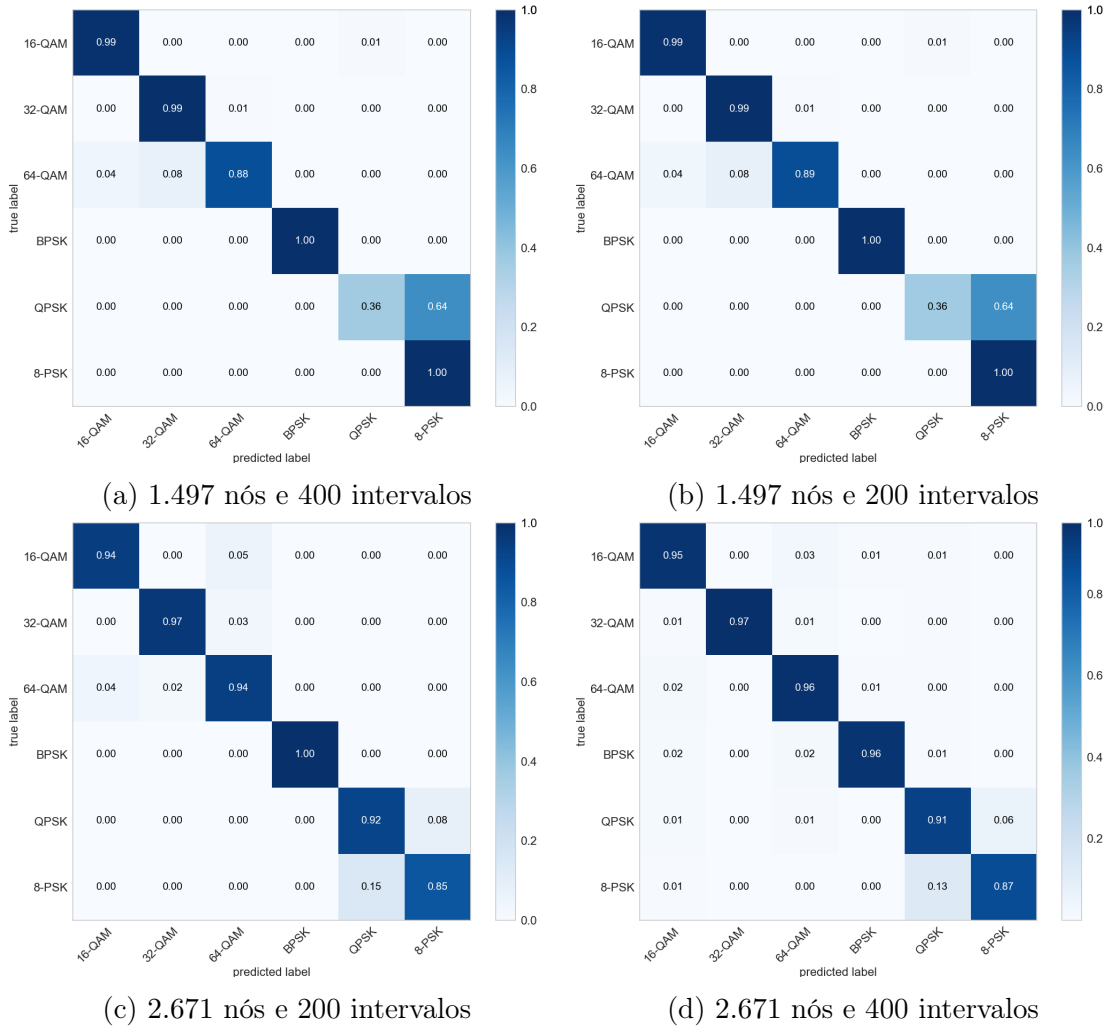 1.0
16-QAM 0.99 0.00 0.00 0.00 0.01 0.00
0.8
32-QAM 0.00 0.99 0.01 0.00 0.00 0.00
0.6
64-QAM 0.04 0.08 0.88 0.00 0.00 0.00
true label
BPSK 0.00 0.00 0.00 1.00 0.00 0.00
0.4
QPSK 0.00 0.00 0.00 0.00 0.36 0.64
0.2
8-PSK 0.00 0.00 0.00 0.00 0.00 1.00
0.0
16-QAM 32-QAM 64-QAM BPSK QPSK 8-PSK
predicted label
(a) 1.497 nós e 400 intervalos
1.0
16-QAM 0.99 0.00 0.00 0.00 0.01 0.00
0.8
32-QAM 0.00 0.99 0.01 0.00 0.00 0.00
0.6
64-QAM 0.04 0.08 0.89 0.00 0.00 0.00
true label
BPSK 0.00 0.00 0.00 1.00 0.00 0.00
0.4
QPSK 0.00 0.00 0.00 0.00 0.36 0.64
0.2
8-PSK 0.00 0.00 0.00 0.00 0.00 1.00
0.0
16-QAM 32-QAM 64-QAM BPSK QPSK 8-PSK
predicted label
(b) 1.497 nós e 200 intervalos
1.0
16-QAM 0.94 0.00 0.05 0.00 0.00 0.00
0.8
32-QAM 0.00 0.97 0.03 0.00 0.00 0.00
0.6
64-QAM 0.04 0.02 0.94 0.00 0.00 0.00
true label
BPSK 0.00 0.00 0.00 1.00 0.00 0.00
0.4
QPSK 0.00 0.00 0.00 0.00 0.92 0.08
0.2
8-PSK 0.00 0.00 0.00 0.00 0.15 0.85
0.0
16-QAM 32-QAM 64-QAM BPSK QPSK 8-PSK
predicted label
(c) 2.671 nós e 200 intervalos
1.0
16-QAM 0.95 0.00 0.03 0.01 0.01 0.00
0.8
32-QAM 0.01 0.97 0.01 0.00 0.00 0.00
0.6
64-QAM 0.02 0.00 0.96 0.01 0.00 0.00
true label
BPSK 0.02 0.00 0.02 0.96 0.01 0.00
0.4
QPSK 0.01 0.00 0.01 0.00 0.91 0.06
0.2
8-PSK 0.01 0.00 0.00 0.00 0.13 0.87
16-QAM 32-QAM 64-QAM BPSK QPSK 8-PSK
predicted label
(d) 2.671 nós e 400 intervalos